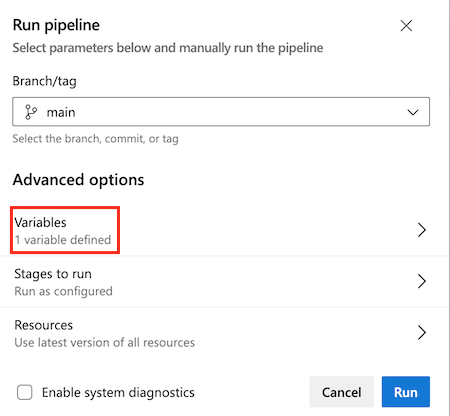 Run pipeline
Select parameters below and manually run the pipeline
Branch/tag
main
Select the branch, commit, or tag
Advanced options
Variables
1 variable defined
Stages to run
Run as configured
Resources
Use latest version of all resources
Enable system diagnostics
Cancel
Run